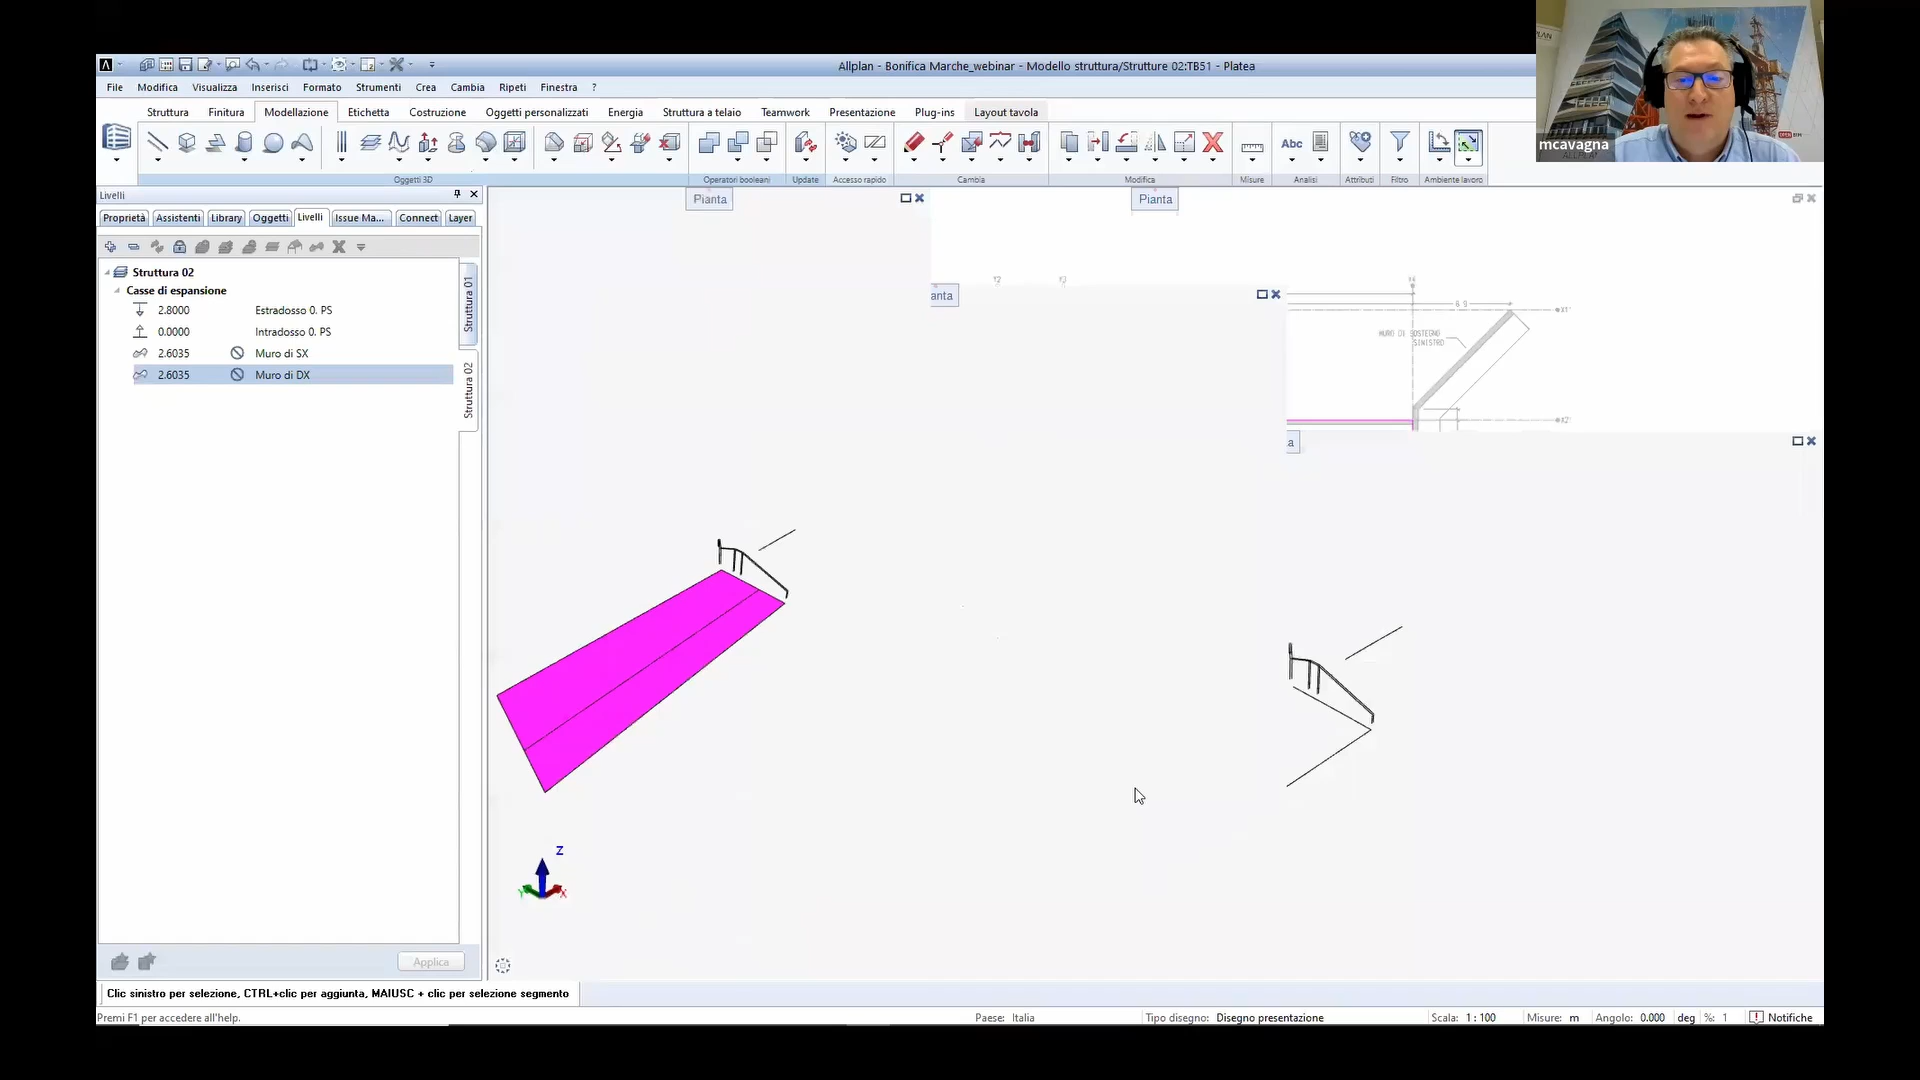 Allplan - Bonifica Marche_webinar - Modello struttura/Strutture 02:TB51 - Platea
File Modifica Visualizza Inserisci Formato Strumenti Crea Cambia Ripeti Finestra ?
Struttura Finitura Modellazione Etichetta Costruzione Oggetti personalizzati Energia Struttura a telaio Teamwork Presentazione Plug-ins Layout tavola
Abc
Oggetti 3D Operatori booleani Update Accesso rapido Cambia Modifica Misure Analisi Attributi Filtro Ambiente lavoro
mcavagna
Livelli
Proprietà Assistenti Library Oggetti Livelli Issue Ma... Connect Layer
Struttura 02
Casse di espansione
2.8000 Estradosso 0. PS
0.0000 Intradosso 0. PS
2.6035 Muro di SX
2.6035 Muro di DX
Struttura 01
Struttura 02
Applica
Pianta
Pianta
anta
a
Y2 Y3
MURO DI SOSTEGNO
SINISTRO
Z
Y X
Clic sinistro per selezione, CTRL+clic per aggiunta, MAIUSC + clic per selezione segmento
Premi F1 per accedere all'help. Paese: Italia Tipo disegno: Disegno presentazione Scala: 1 : 100 Misure: m Angolo: 0.000 deg %: 1 Notifiche